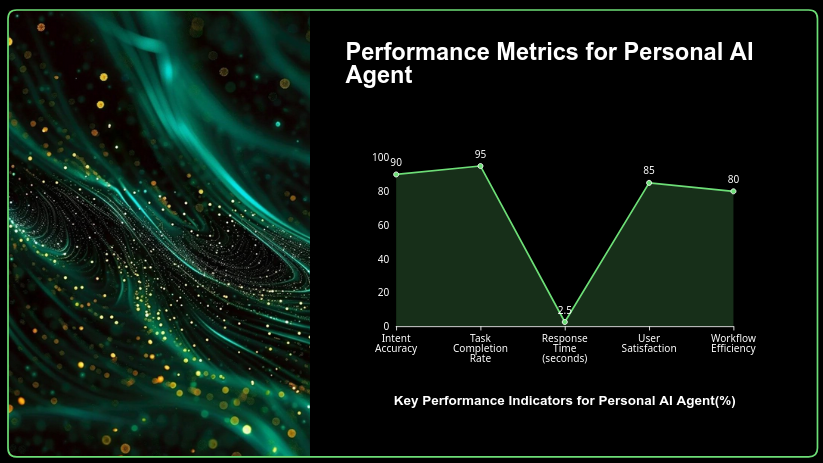 Performance Metrics for Personal AI
Agent
100
90
95
2.5
85
80
80
60
40
20
0
Intent
Accuracy
Task
Completion
Rate
Response
Time
(seconds)
User
Satisfaction
Workflow
Efficiency
Key Performance Indicators for Personal AI Agent(%)